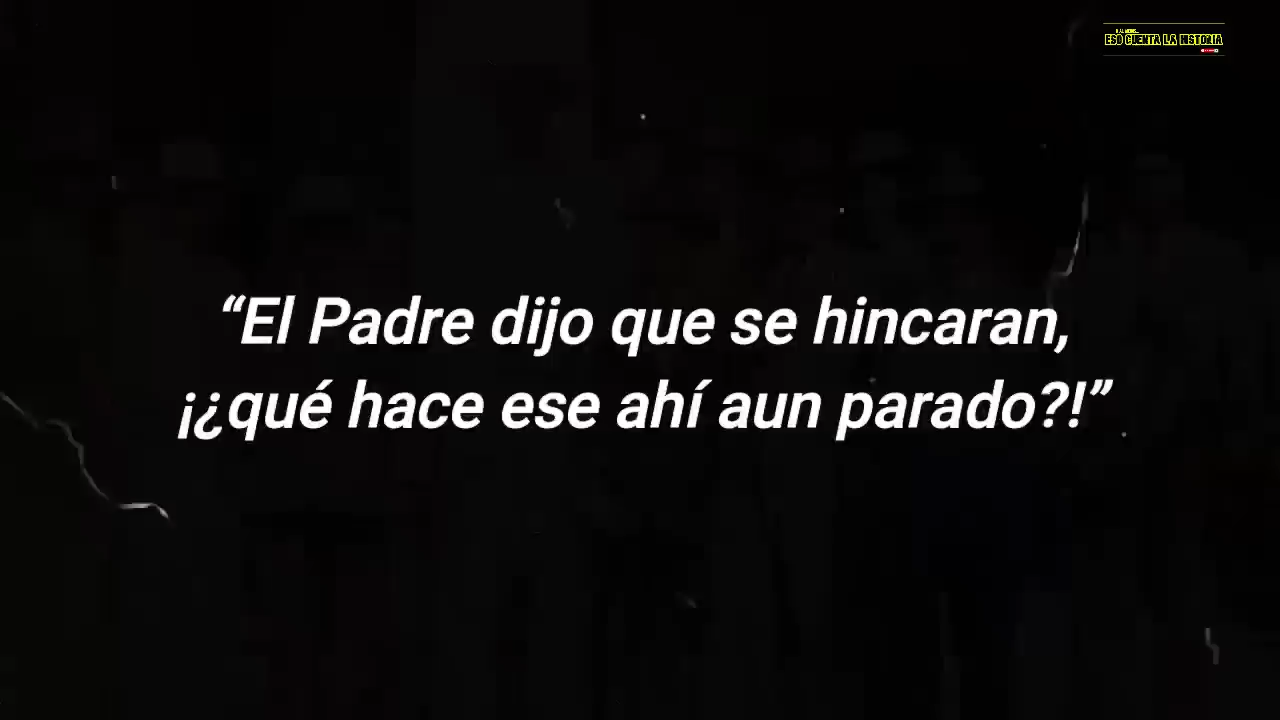 ESO CUENTA LA HISTORIA
“El Padre dijo que se hincaran,
¡¿qué hace ese ahí aun parado?!”